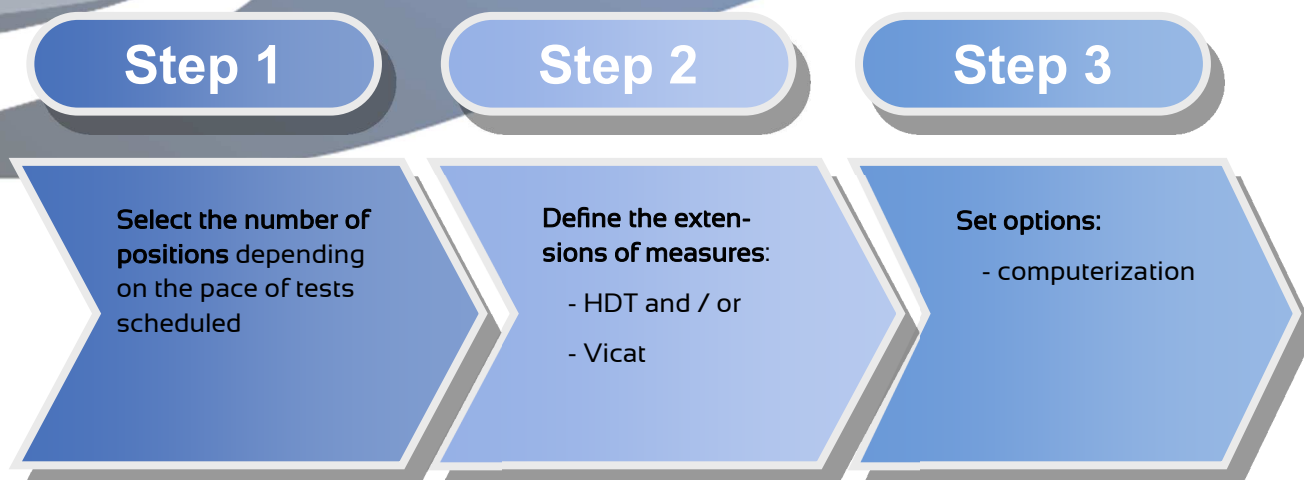 Step 1
Select the number of
positions depending
on the pace of tests
scheduled
Step 2
Define the exten-
sions of measures:
- HDT and / or
- Vicat
Step 3
Set options:
- computerization